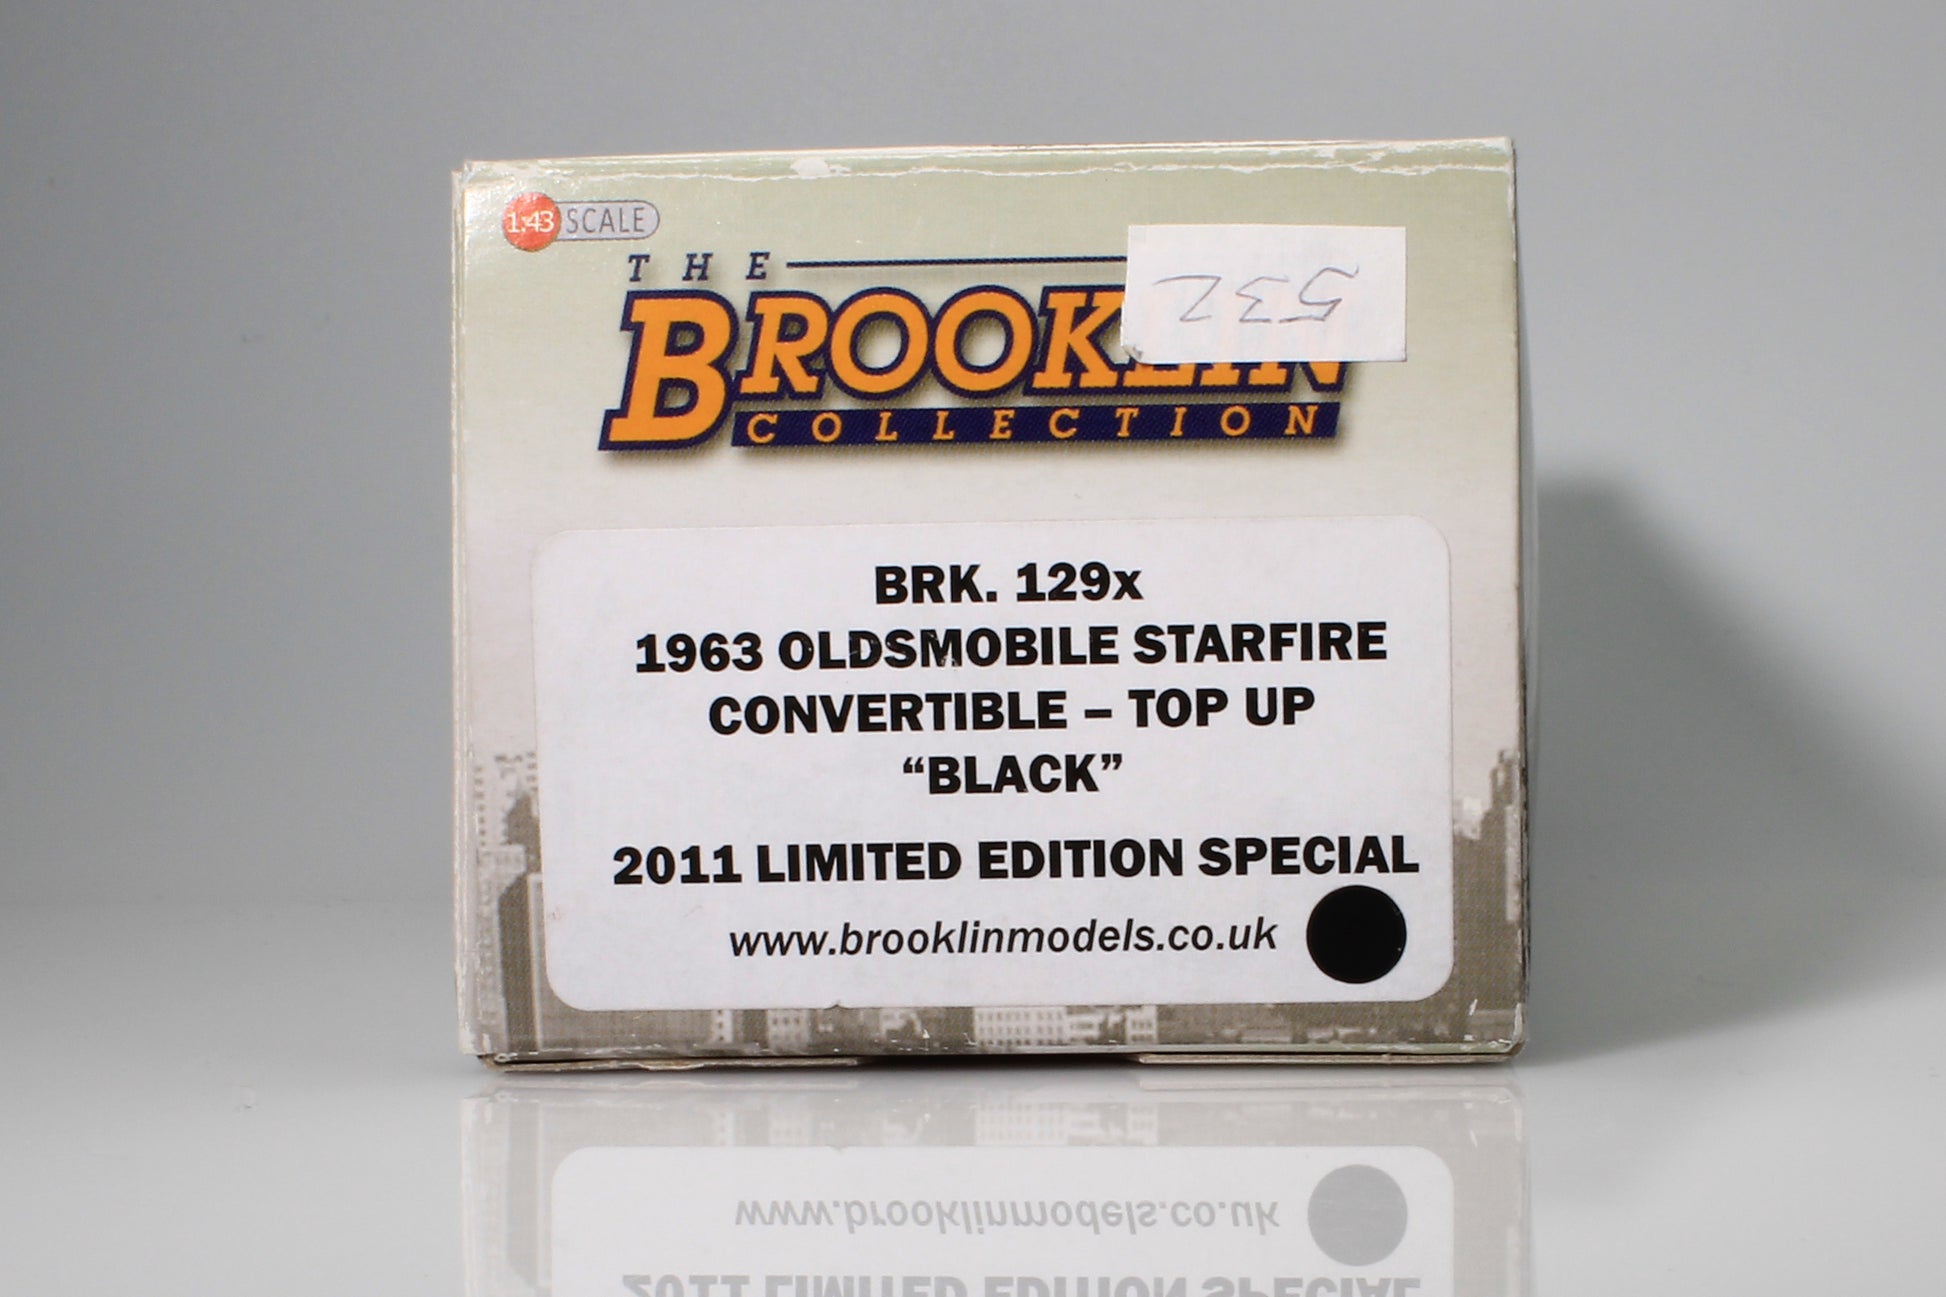 1:43 SCALE
THE
BROOKLIN
COLLECTION
532
BRK. 129x
1963 OLDSMOBILE STARFIRE
CONVERTIBLE – TOP UP
“BLACK”
2011 LIMITED EDITION SPECIAL
www.brooklinmodels.co.uk